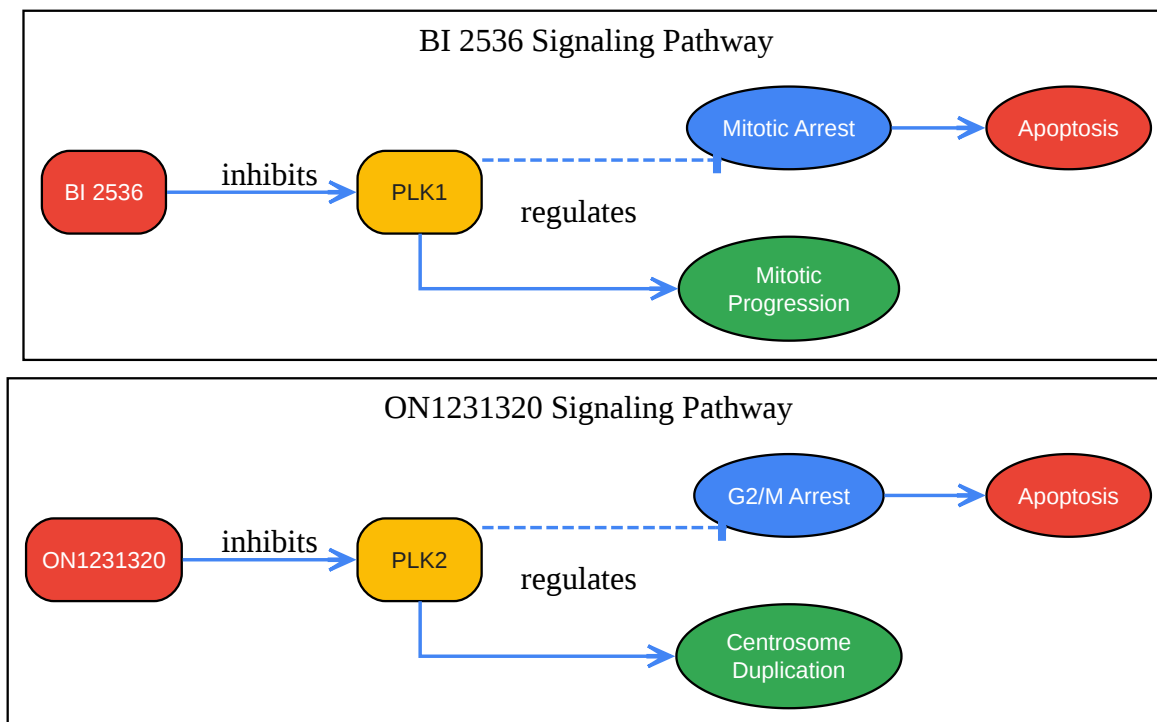 BI 2536 Signaling Pathway
Mitotic Arrest
Apoptosis
BI 2536
inhibits
PLK1
regulates
Mitotic
Progression
ON1231320 Signaling Pathway
G2/M Arrest
Apoptosis
ON1231320
inhibits
PLK2
regulates
Centrosome
Duplication